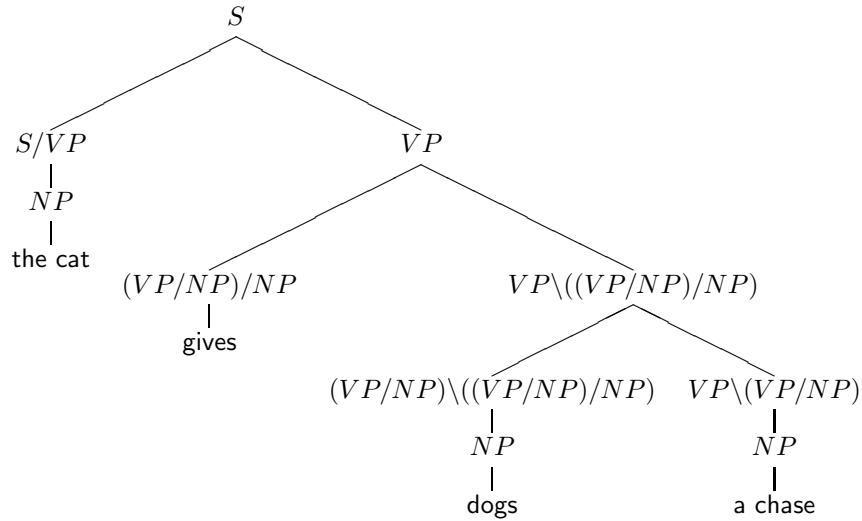 S
S/VP VP
NP
the cat (VP/NP)/NP VP\((VP/NP)/NP)
gives
(VP/NP)\((VP/NP)/NP) VP\(VP/NP)
NP NP
dogs a chase